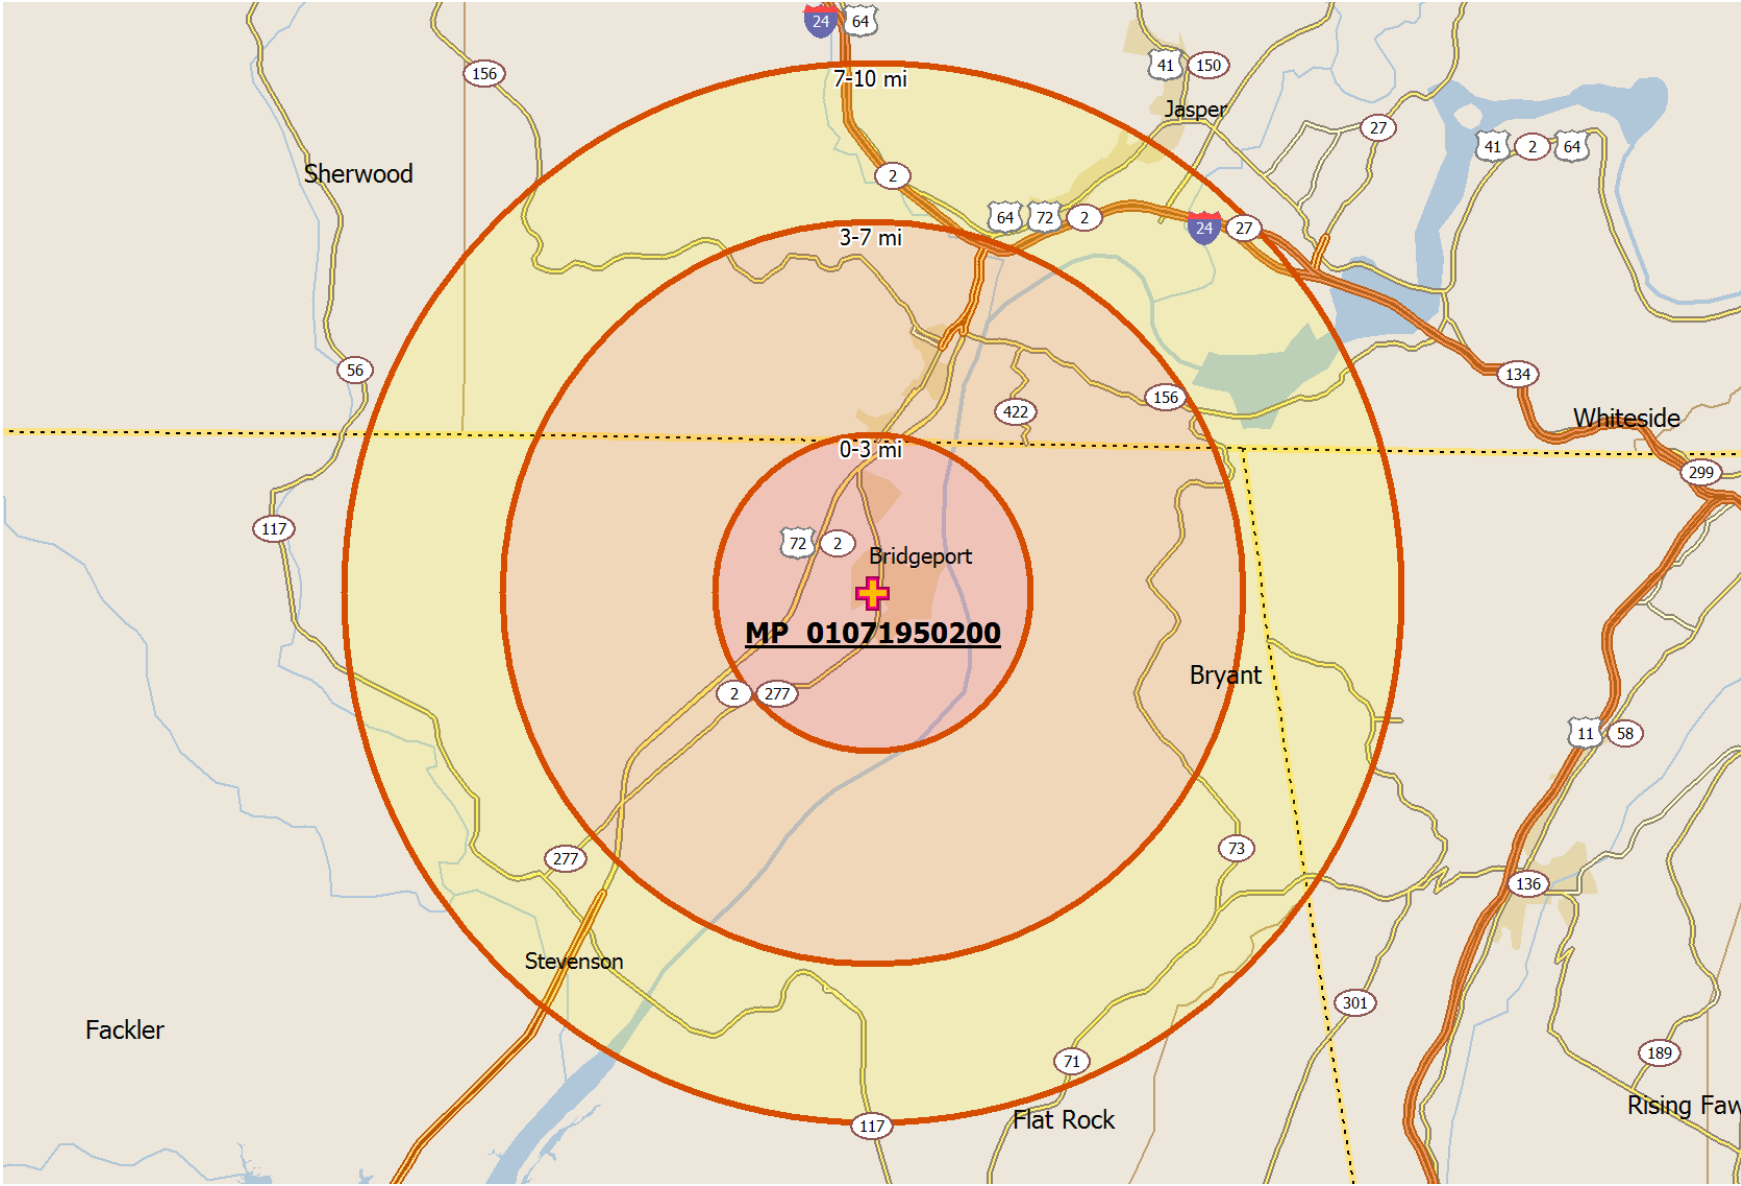 24 64
7-10 mi
156
41 150
Jasper
27
41 2 64
Sherwood
2
64 72 2
24 27
3-7 mi
56
134
156
422
Whiteside
0-3 mi
299
117
72 2
Bridgeport
MP 01071950200
Bryant
2 277
11 58
73
277
136
Stevenson
301
Fackler
189
71
Rising Faw
Flat Rock
117